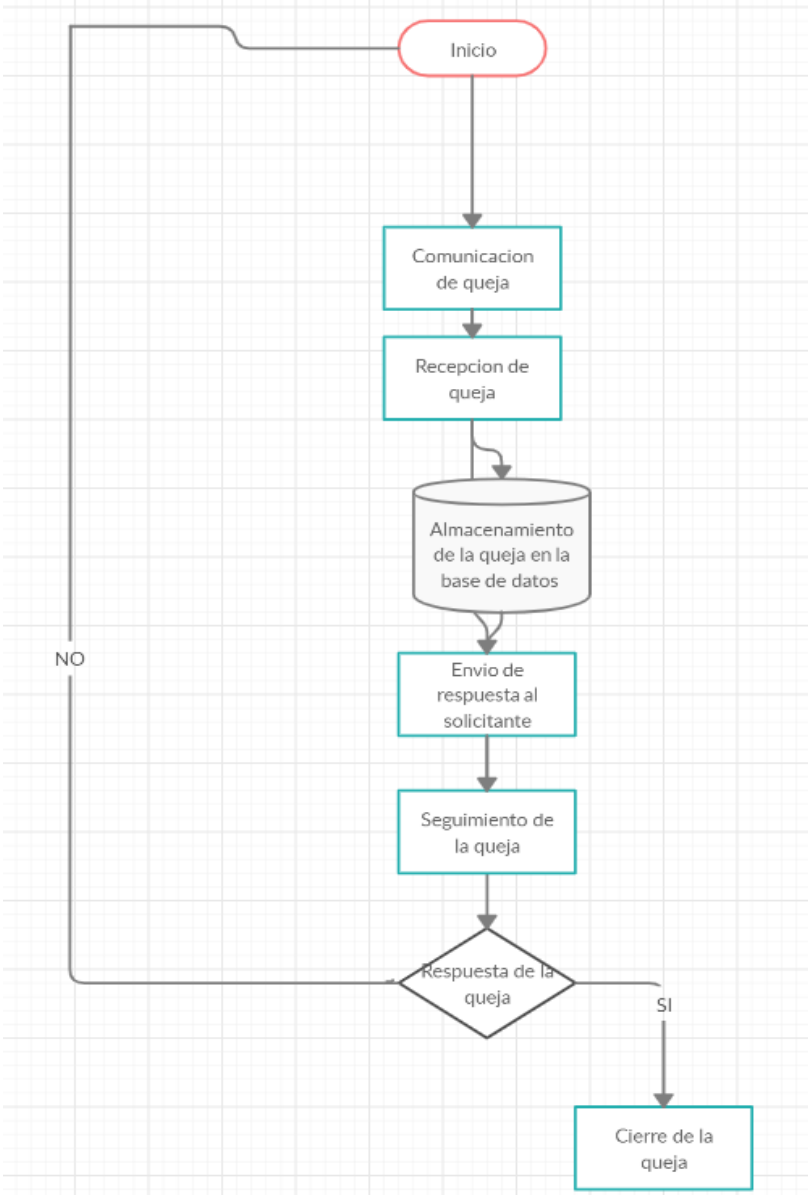 Inicio
Comunicacion
de queja
Recepcion de
queja
Almacenamiento
de la queja en la
base de datos
NO
Envio de
respuesta al
solicitante
Seguimiento de
la queja
Respuesta de la
queja
SI
Cierre de la
queja